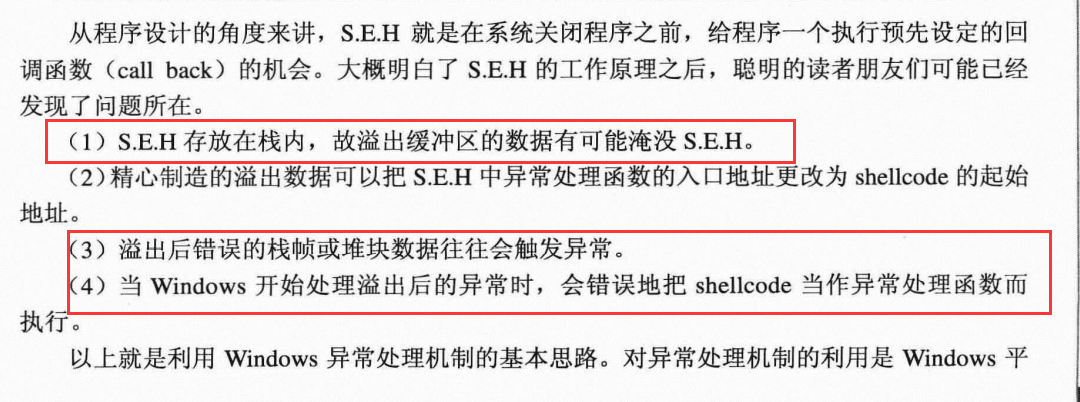 从程序设计的角度来讲，S.E.H 就是在系统关闭程序之前，给程序一个执行预先设定的回
调函数（call back）的机会。大概明白了 S.E.H 的工作原理之后，聪明的读者朋友们可能已经
发现了问题所在。
（1）S.E.H 存放在栈内，故溢出缓冲区的数据有可能淹没 S.E.H。
（2）精心制造的溢出数据可以把 S.E.H 中异常处理函数的入口地址更改为 shellcode 的起始
地址。
（3）溢出后错误的栈帧或堆块数据往往会触发异常。
（4）当 Windows 开始处理溢出后的异常时，会错误地把 shellcode 当作异常处理函数而
执行。
以上就是利用 Windows 异常处理机制的基本思路。对异常处理机制的利用是 Windows 平